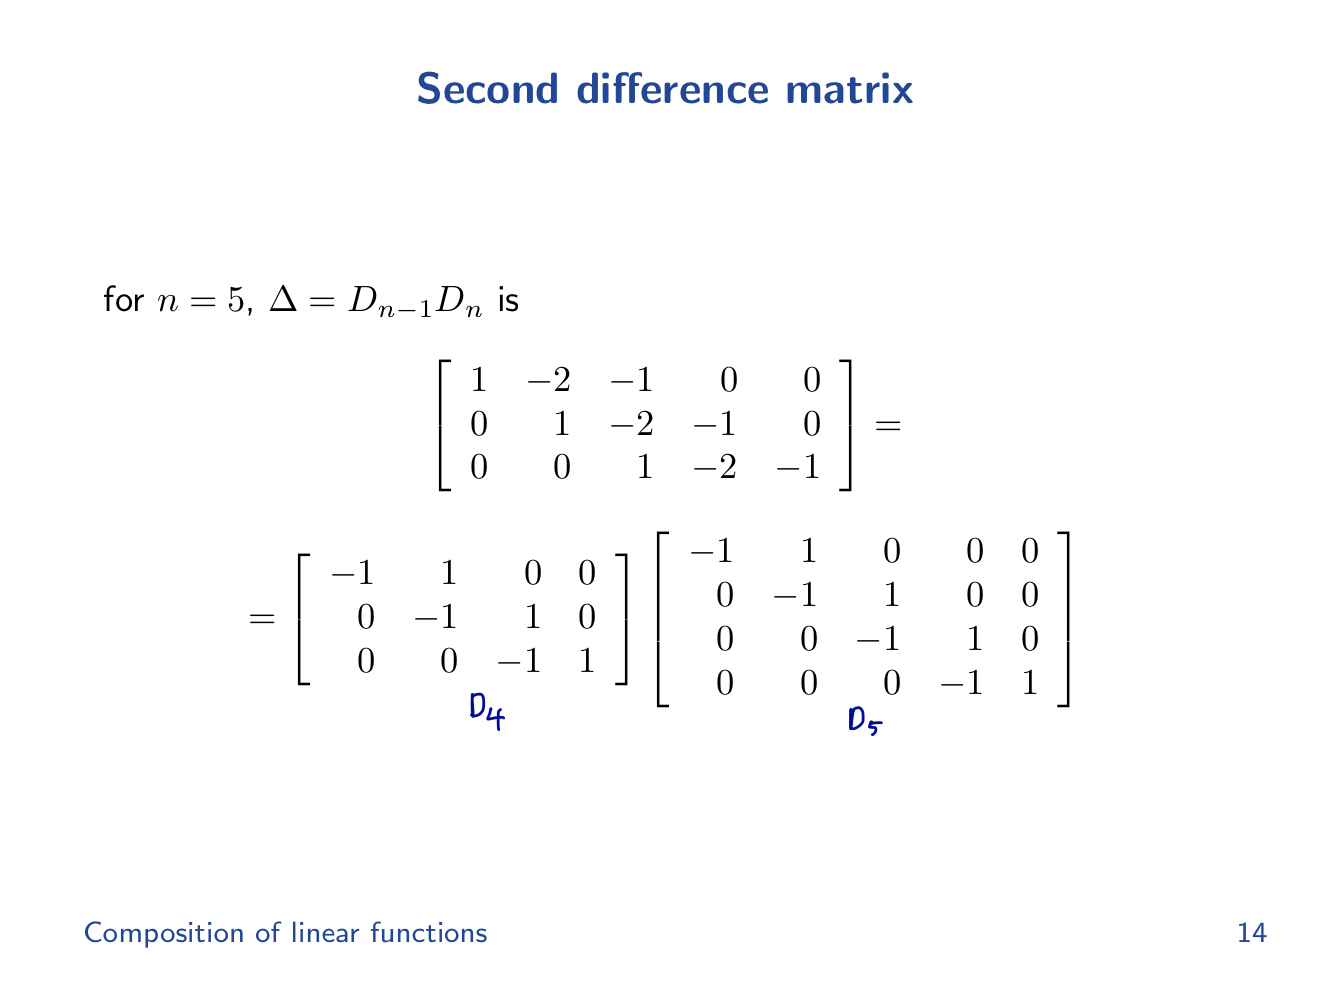 Second difference matrix
for n = 5, Δ = Dₙ₋₁Dₙ is
[ 1 −2 −1 0 0
0 1 −2 −1 0
0 0 1 −2 −1 ] =
= [ −1 1 0 0
0 −1 1 0
0 0 −1 1 ]
[ −1 1 0 0 0
0 −1 1 0 0
0 0 −1 1 0
0 0 0 −1 1 ]
D₄
D₅
Composition of linear functions
14